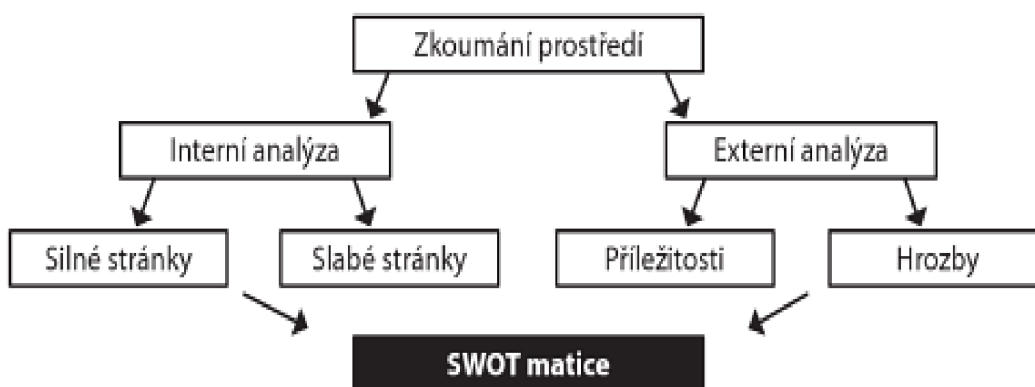 Zkoumání prostředí
Interní analýza
Externí analýza
Silné stránky
Slabé stránky
Příležitosti
Hrozby
SWOT matice